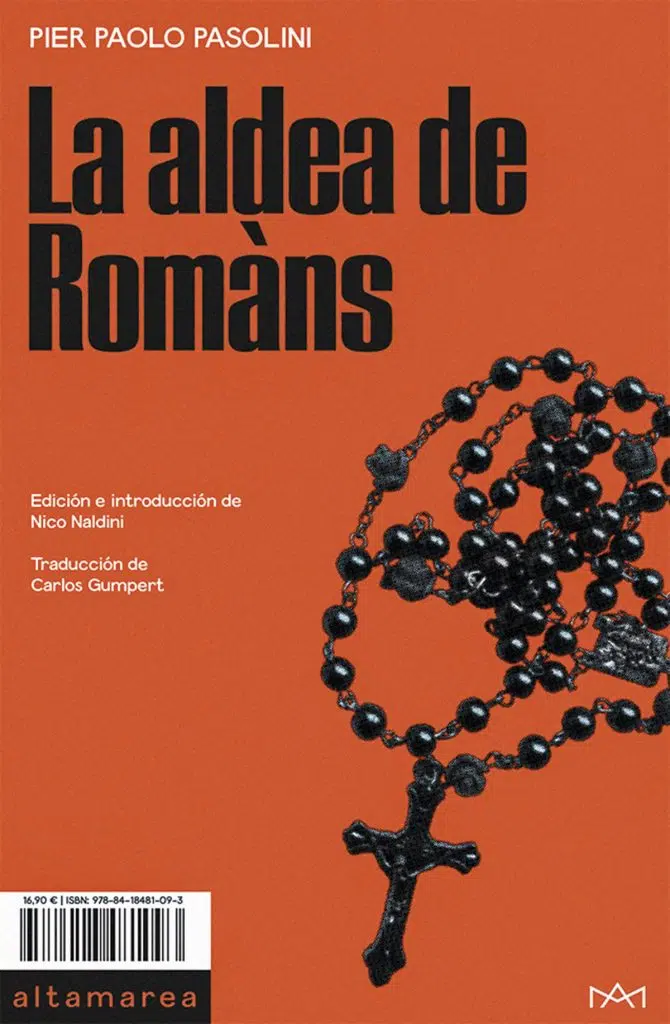 PIER PAOLO PASOLINI
La aldea de
Romàns
Edición e introducción de
Nico Naldini
Traducción de
Carlos Gumpert
16,90 € | ISBN: 978-84-18481-09-3
altamarea